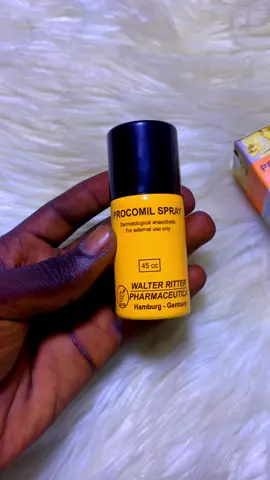 PROCOMIL SPRAY
Dermatological anaesthetic
For external use only
45 cc
WALTER RITTER
PHARMACEUTICA
Hamburg - Germany